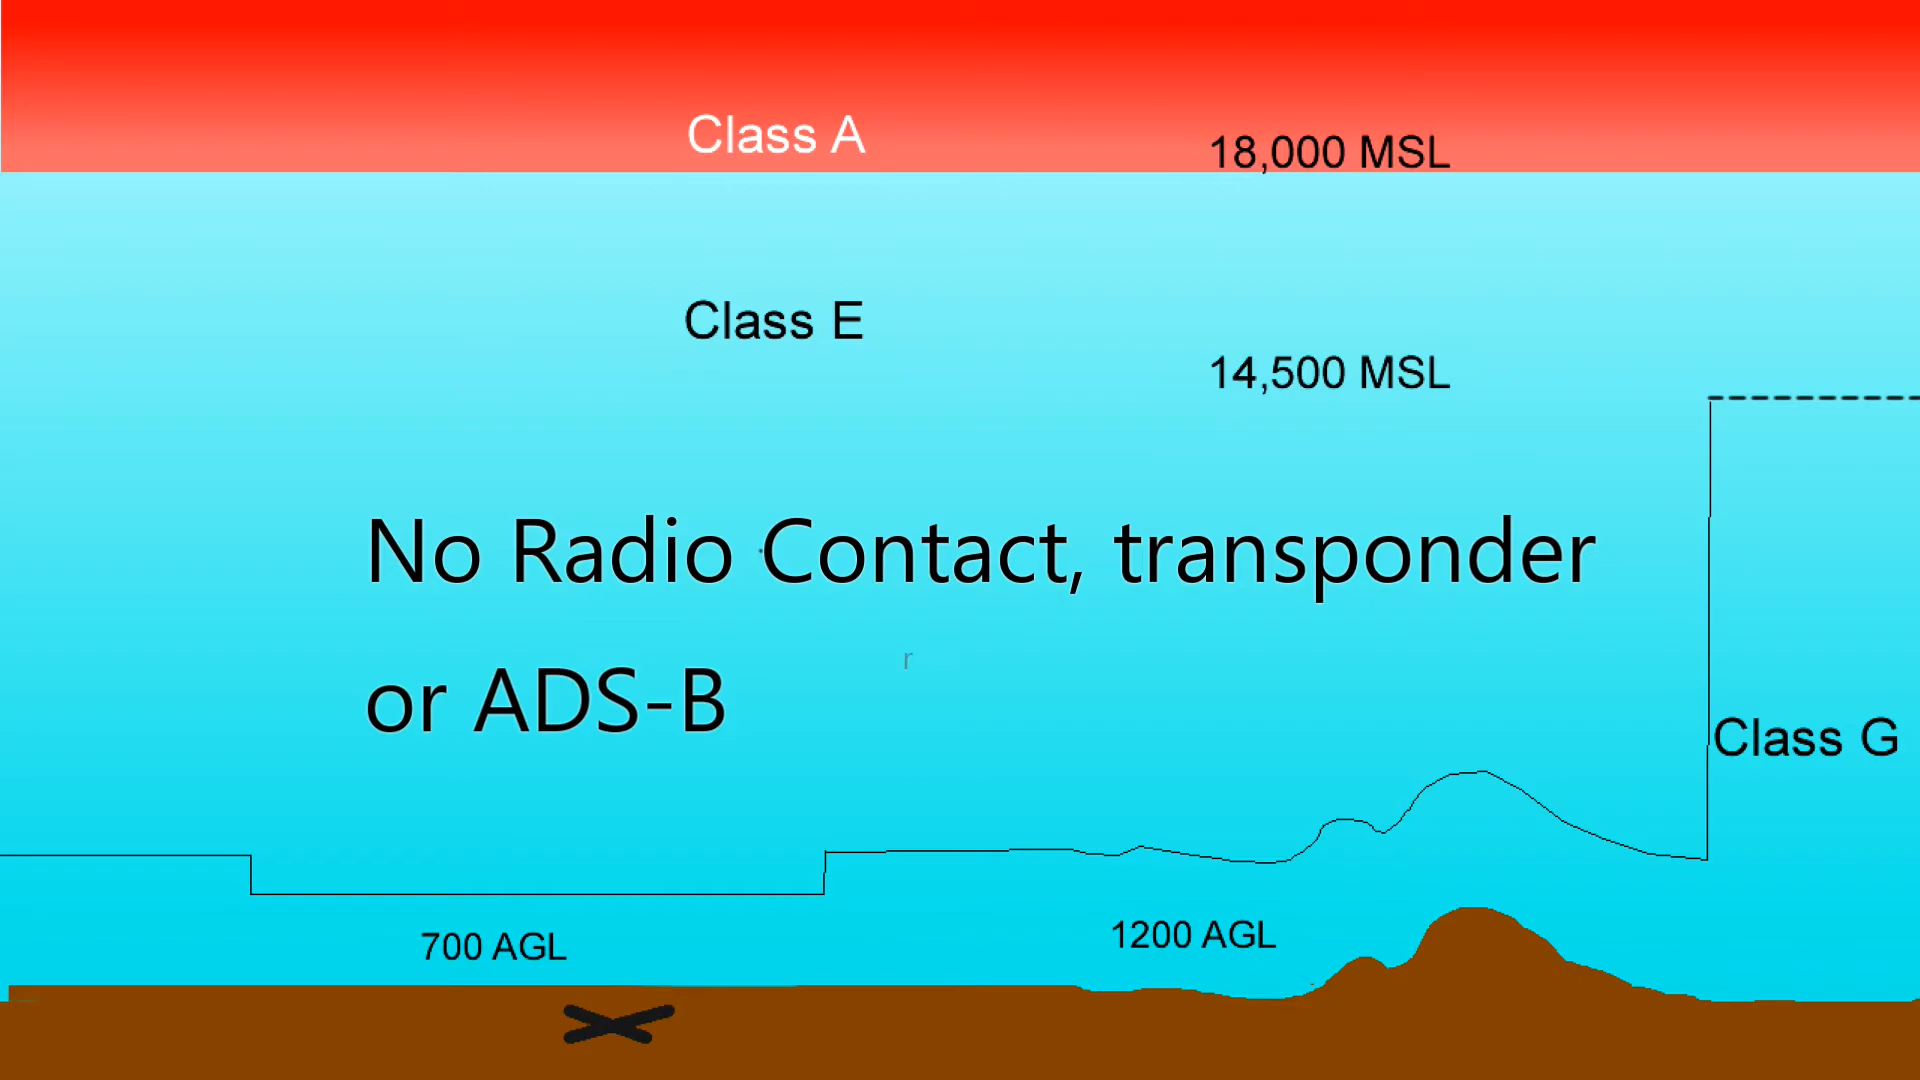 Class A
18,000 MSL
Class E
14,500 MSL
No Radio Contact, transponder
r
or ADS-B
Class G
700 AGL
1200 AGL